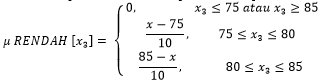 0, x₃ ≤ 75 atau x₃ ≥ 85
μ RENDAH [x₃] = { (x − 75)/10, 75 ≤ x₃ ≤ 80
(85 − x)/10, 80 ≤ x₃ ≤ 85